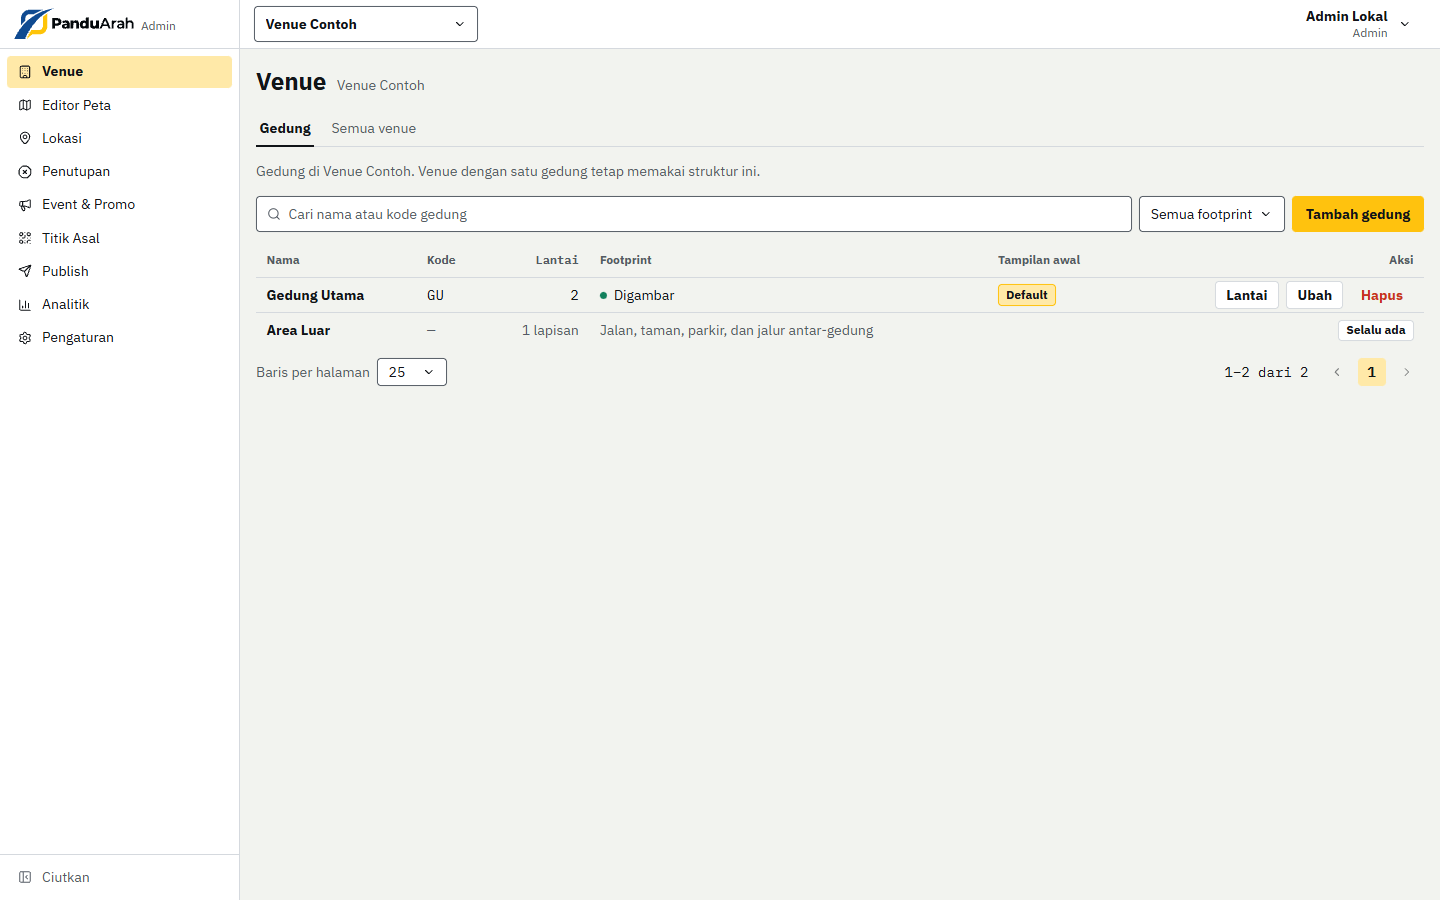 PanduArah Admin
Venue Contoh
Admin Lokal
Admin
Venue
Editor Peta
Lokasi
Penutupan
Event & Promo
Titik Asal
Publish
Analitik
Pengaturan
Ciutkan
Venue Venue Contoh
Gedung Semua venue
Gedung di Venue Contoh. Venue dengan satu gedung tetap memakai struktur ini.
Cari nama atau kode gedung Semua footprint Tambah gedung
Nama Kode Lantai Footprint Tampilan awal Aksi
Gedung Utama GU 2 Digambar Default Lantai Ubah Hapus
Area Luar — 1 lapisan Jalan, taman, parkir, dan jalur antar-gedung Selalu ada
Baris per halaman 25 1–2 dari 2 1